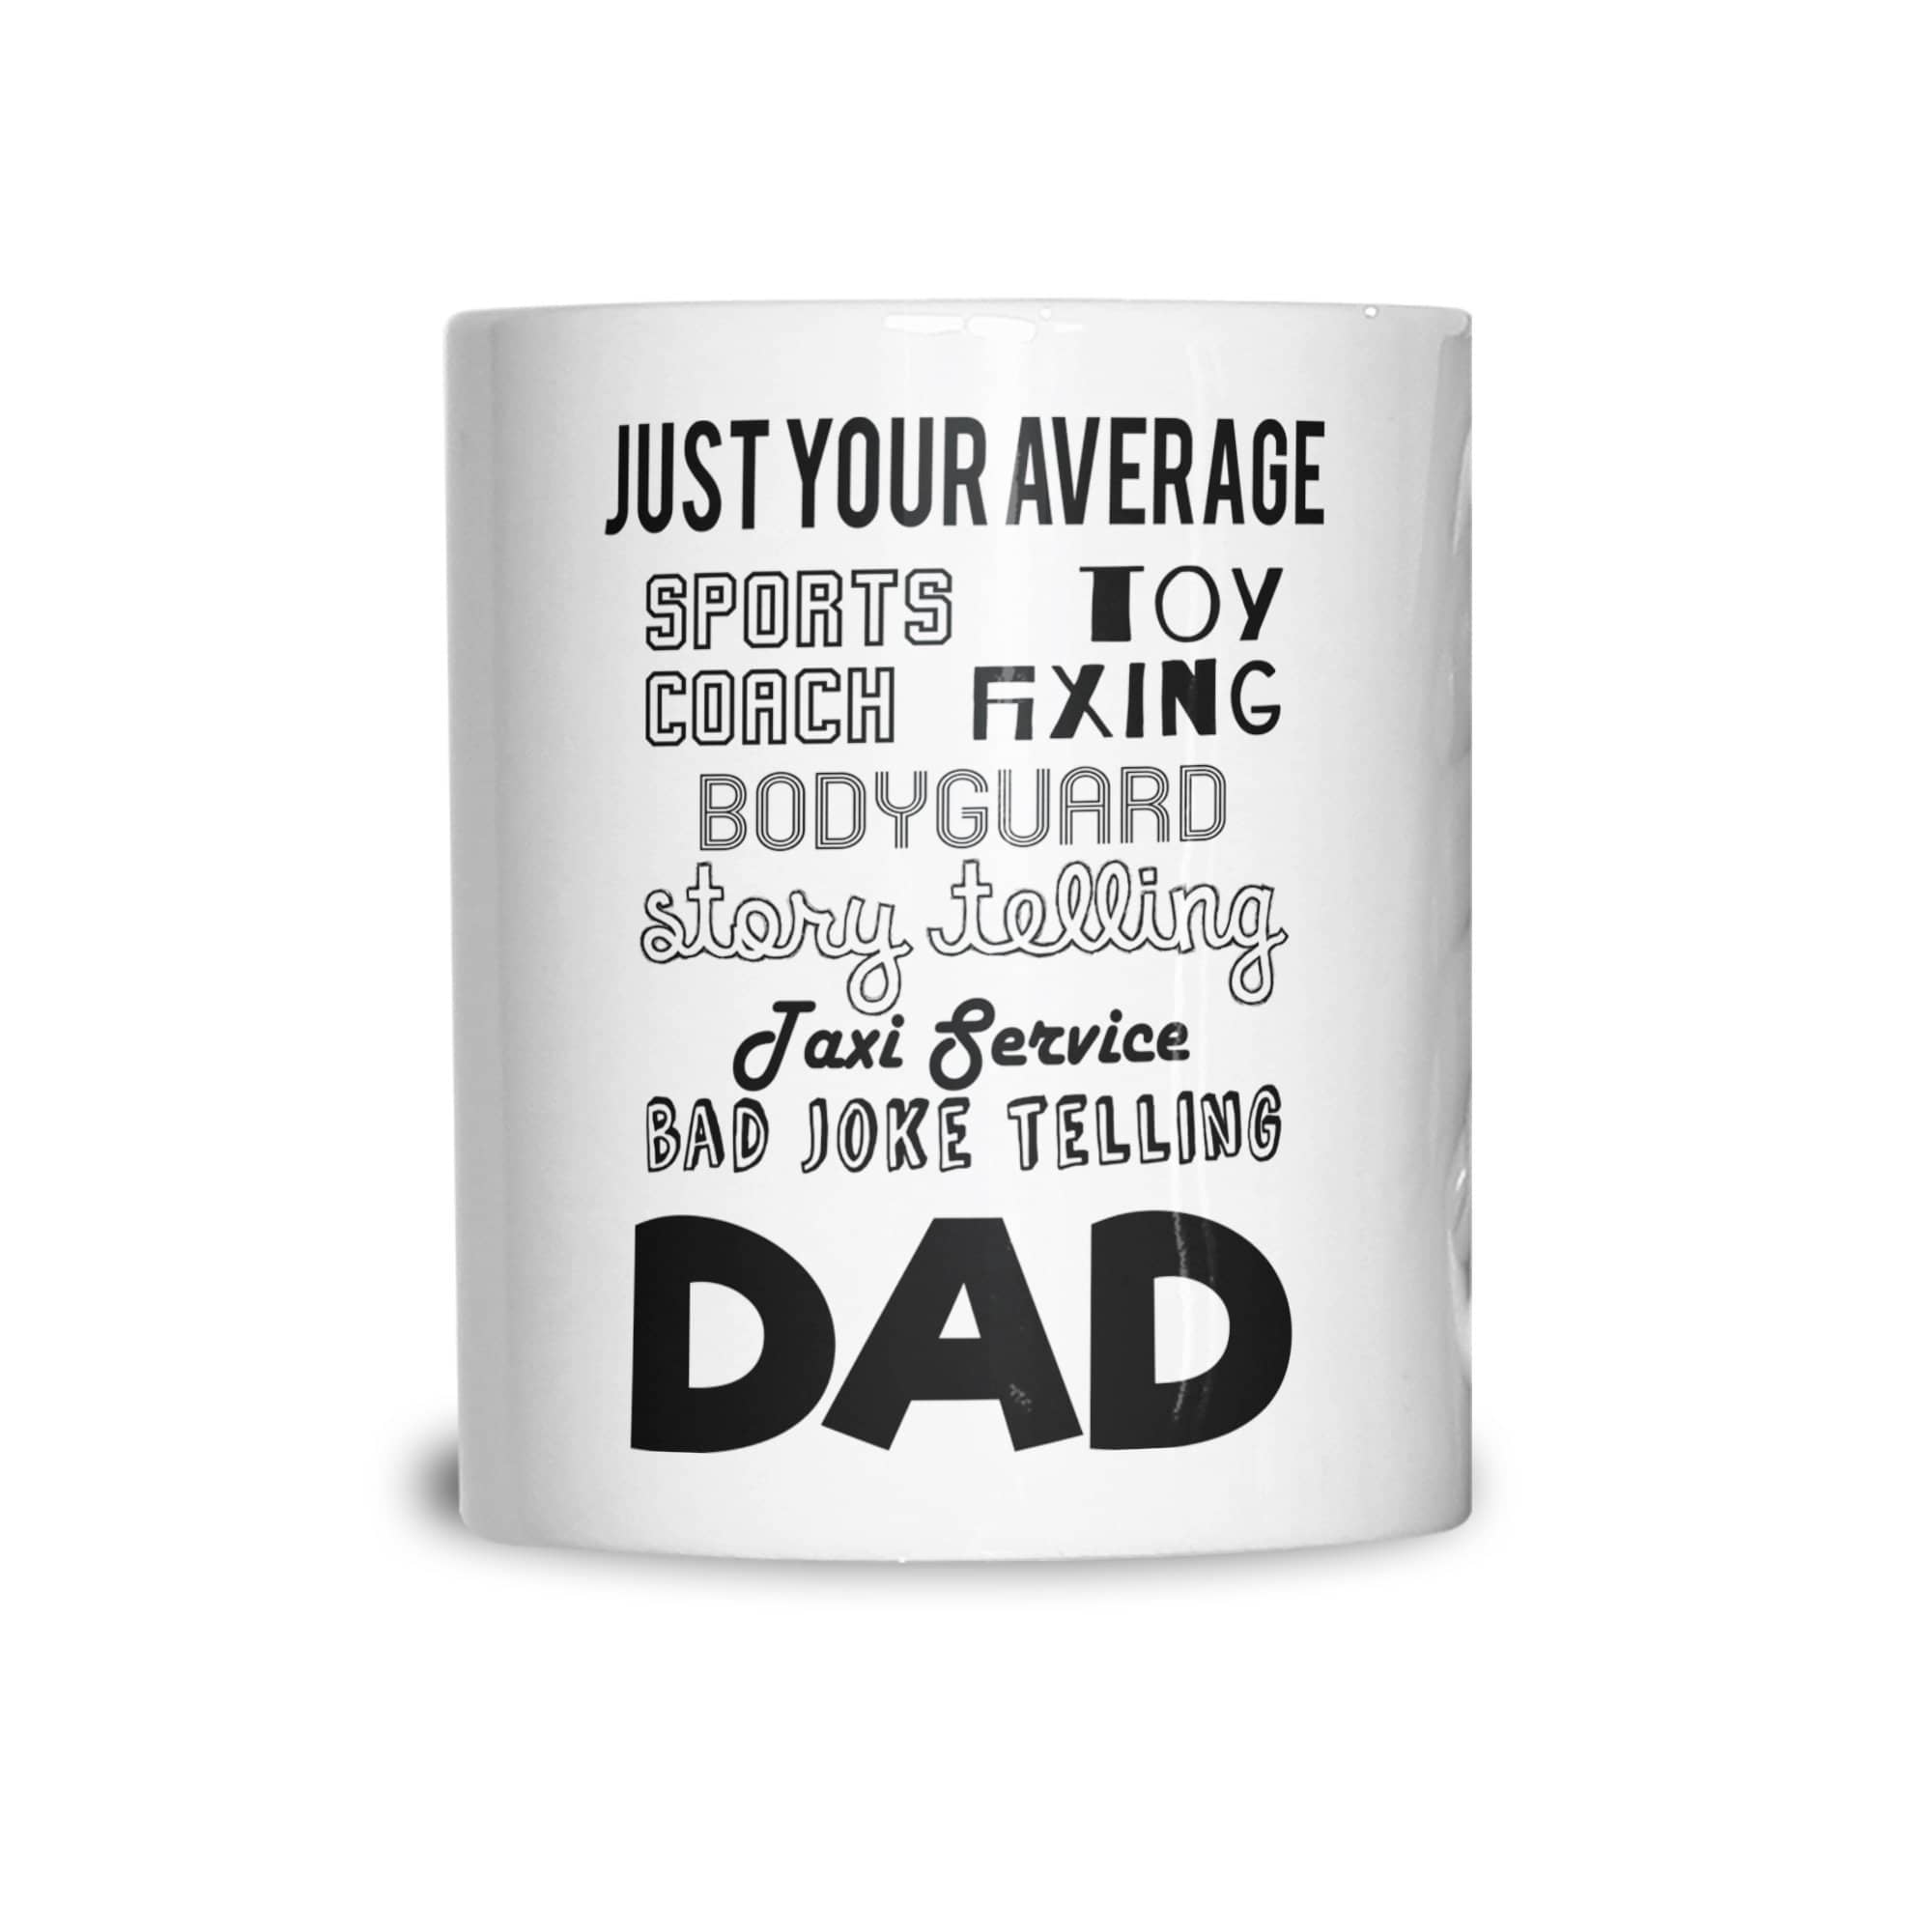 JUST YOUR AVERAGE
SPORTS TOY
COACH FIXING
BODYGUARD
story telling
Taxi Service
BAD JOKE TELLING
DAD